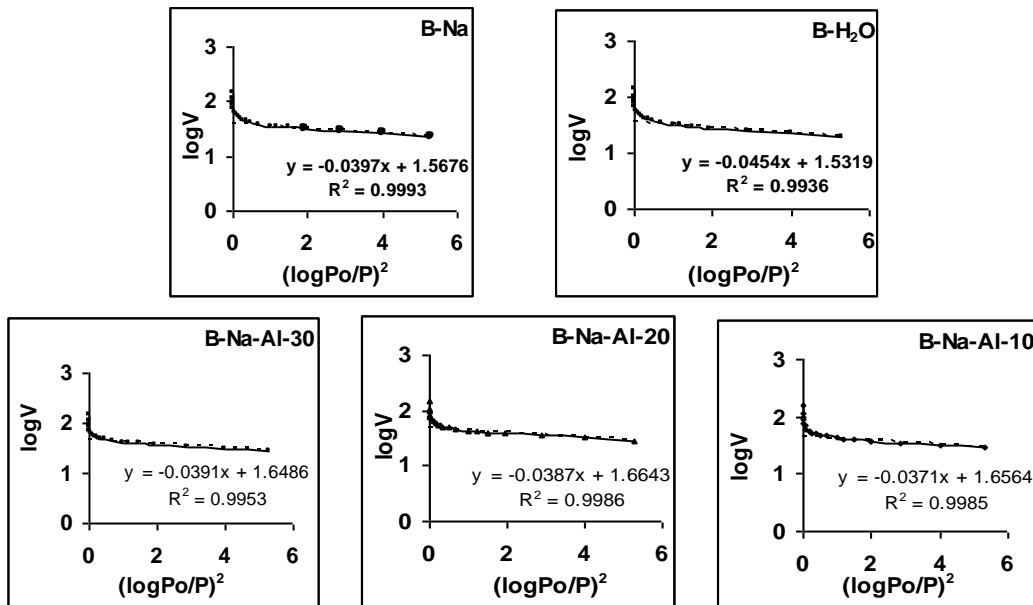 B-Na
3
2
1
0
logV
y = -0.0397x + 1.5676
R² = 0.9993
0 2 4 6
(logPo/P)²
B-H₂O
3
2
1
0
logV
y = -0.0454x + 1.5319
R² = 0.9936
0 2 4 6
(logPo/P)²
B-Na-Al-30
3
2
1
0
logV
y = -0.0391x + 1.6486
R² = 0.9953
0 2 4 6
(logPo/P)²
B-Na-Al-20
3
2
1
0
logV
y = -0.0387x + 1.6643
R² = 0.9986
0 2 4 6
(logPo/P)²
B-Na-Al-10
3
2
1
0
logV
y = -0.0371x + 1.6564
R² = 0.9985
0 2 4 6
(logPo/P)²